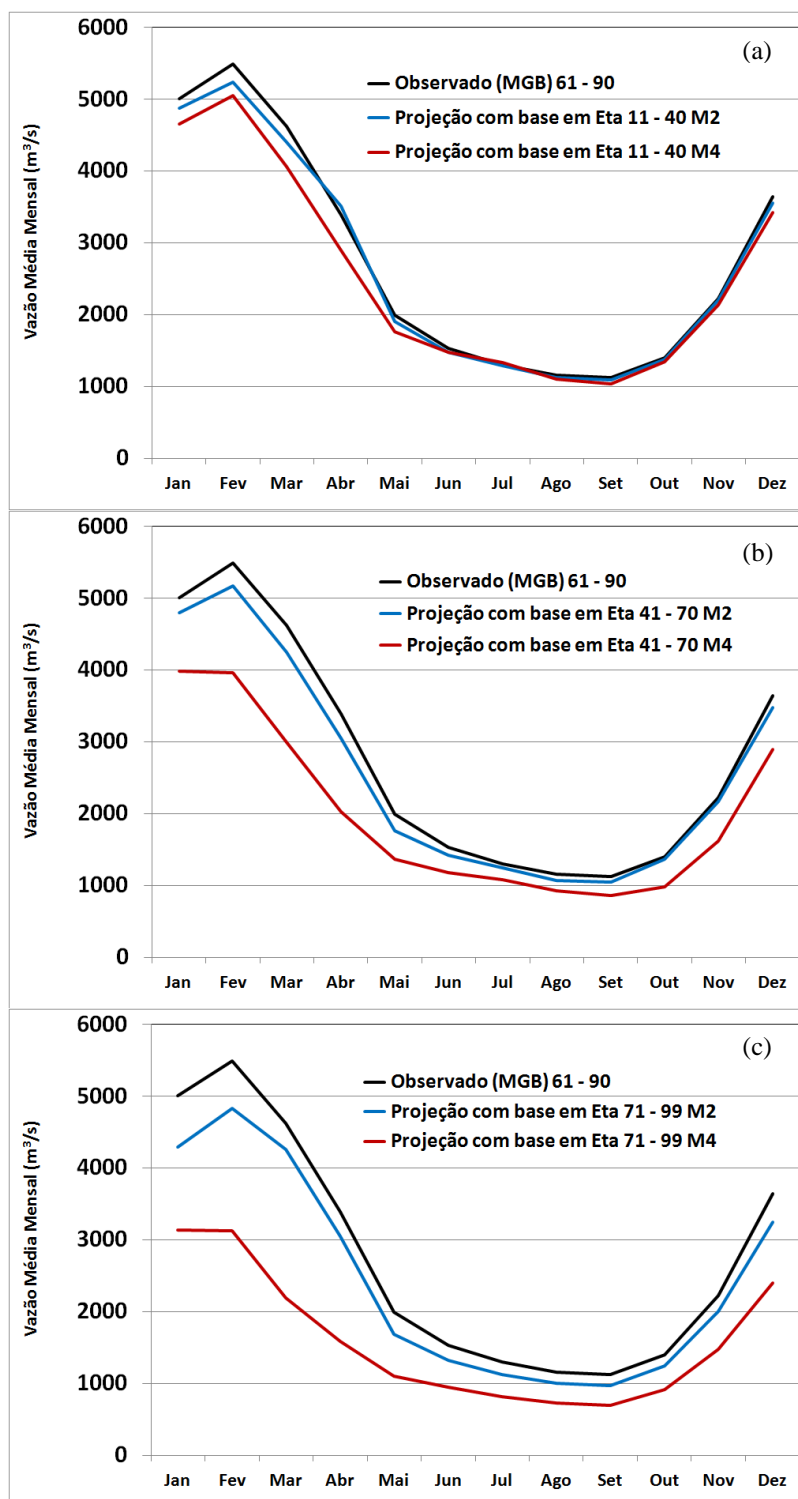 (a)
6000
5000
4000
3000
2000
1000
0
Vazão Média Mensal (m³/s)
Observado (MGB) 61 - 90
Projeção com base em Eta 11 - 40 M2
Projeção com base em Eta 11 - 40 M4
Jan Fev Mar Abr Mai Jun Jul Ago Set Out Nov Dez
(b)
6000
5000
4000
3000
2000
1000
0
Vazão Média Mensal (m³/s)
Observado (MGB) 61 - 90
Projeção com base em Eta 41 - 70 M2
Projeção com base em Eta 41 - 70 M4
Jan Fev Mar Abr Mai Jun Jul Ago Set Out Nov Dez
(c)
6000
5000
4000
3000
2000
1000
0
Vazão Média Mensal (m³/s)
Observado (MGB) 61 - 90
Projeção com base em Eta 71 - 99 M2
Projeção com base em Eta 71 - 99 M4
Jan Fev Mar Abr Mai Jun Jul Ago Set Out Nov Dez